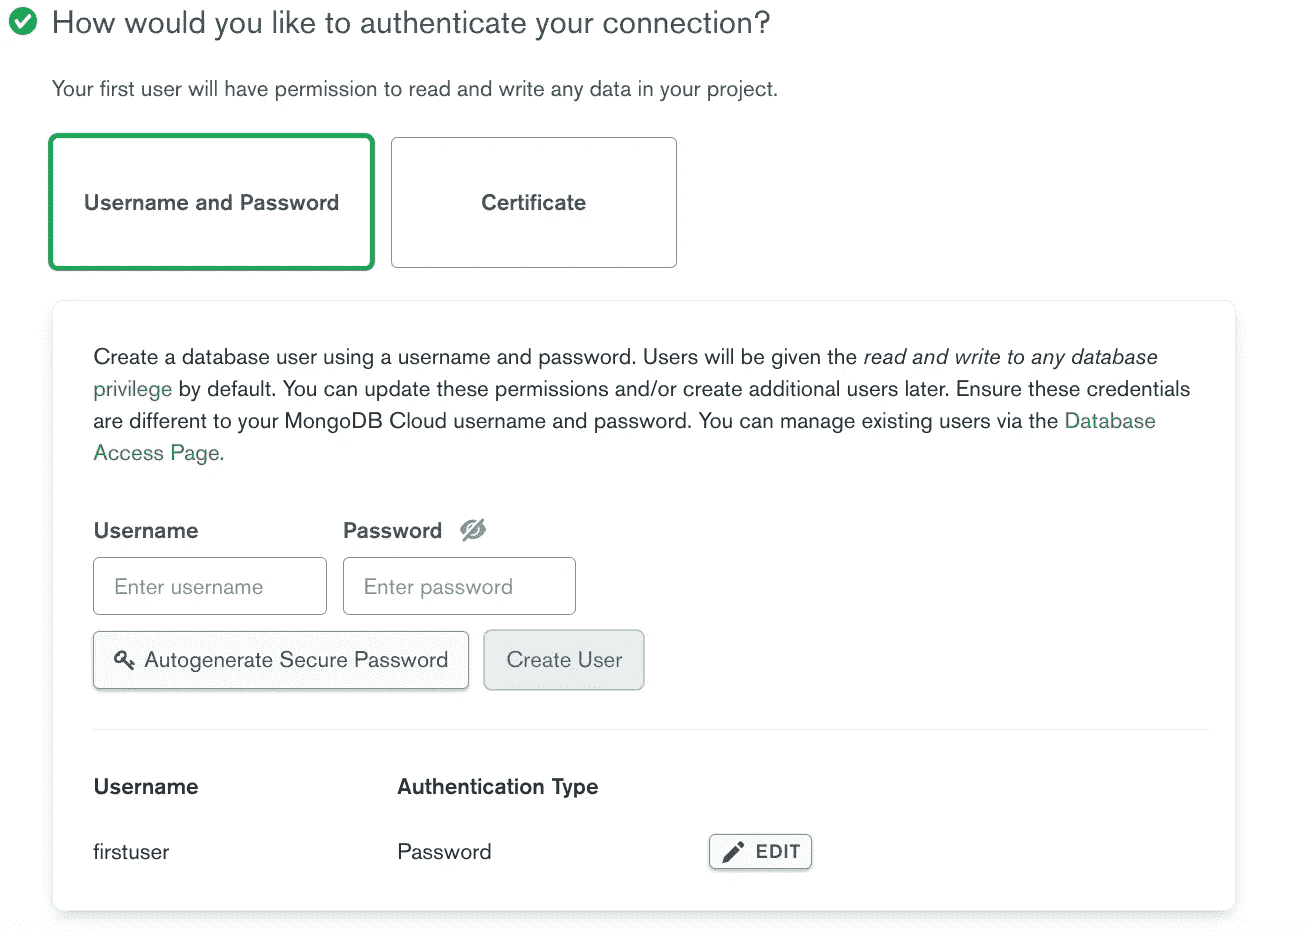 How would you like to authenticate your connection?
Your first user will have permission to read and write any data in your project.
Username and Password
Certificate
Create a database user using a username and password. Users will be given the read and write to any database
privilege by default. You can update these permissions and/or create additional users later. Ensure these credentials
are different to your MongoDB Cloud username and password. You can manage existing users via the Database
Access Page.
Username Password
Enter username Enter password
Autogenerate Secure Password Create User
Username Authentication Type
firstuser Password EDIT